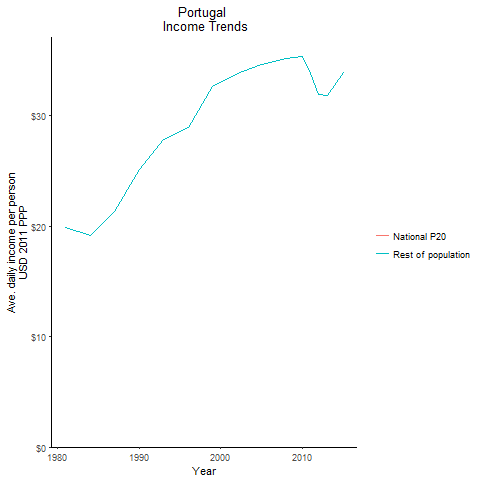 Portugal
Income Trends
Ave. daily income per person
USD 2011 PPP
$30
$20
$10
$0
1980
1990
2000
2010
Year
National P20
Rest of population